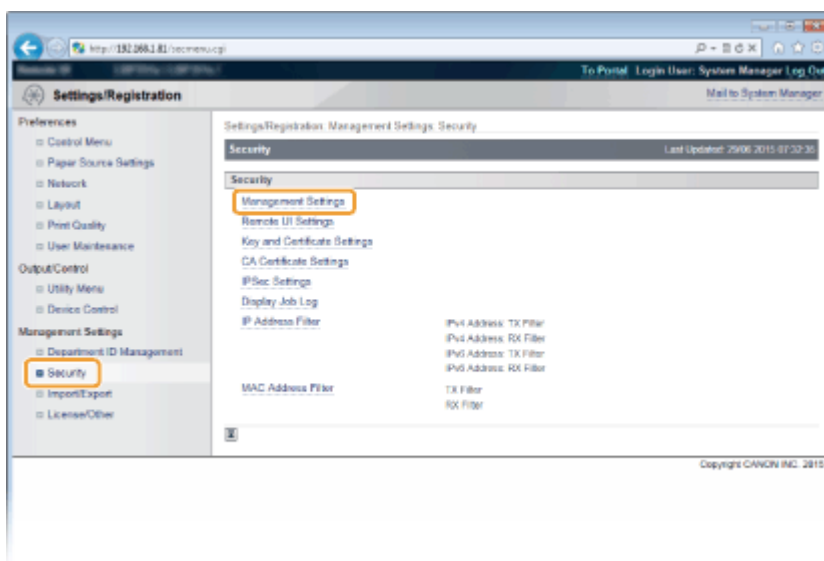 http://192.168.1.81/secmenu.cgi
To Portal Login User: System Manager Log Out
Settings/Registration
Mail to System Manager
Preferences
Control Menu
Paper Source Settings
Network
Layout
Print Quality
User Maintenance
Output/Control
Utility Menu
Device Control
Management Settings
Department ID Management
Security
Import/Export
License/Other
Settings/Registration: Management Settings: Security
Security
Last Updated: 29/06 2015 07:32:35
Security
Management Settings
Remote UI Settings
Key and Certificate Settings
CA Certificate Settings
IPSec Settings
Display Job Log
IP Address Filter
IPv4 Address: TX Filter
IPv4 Address: RX Filter
IPv6 Address: TX Filter
IPv6 Address: RX Filter
MAC Address Filter
TX Filter
RX Filter
Copyright CANON INC. 2015